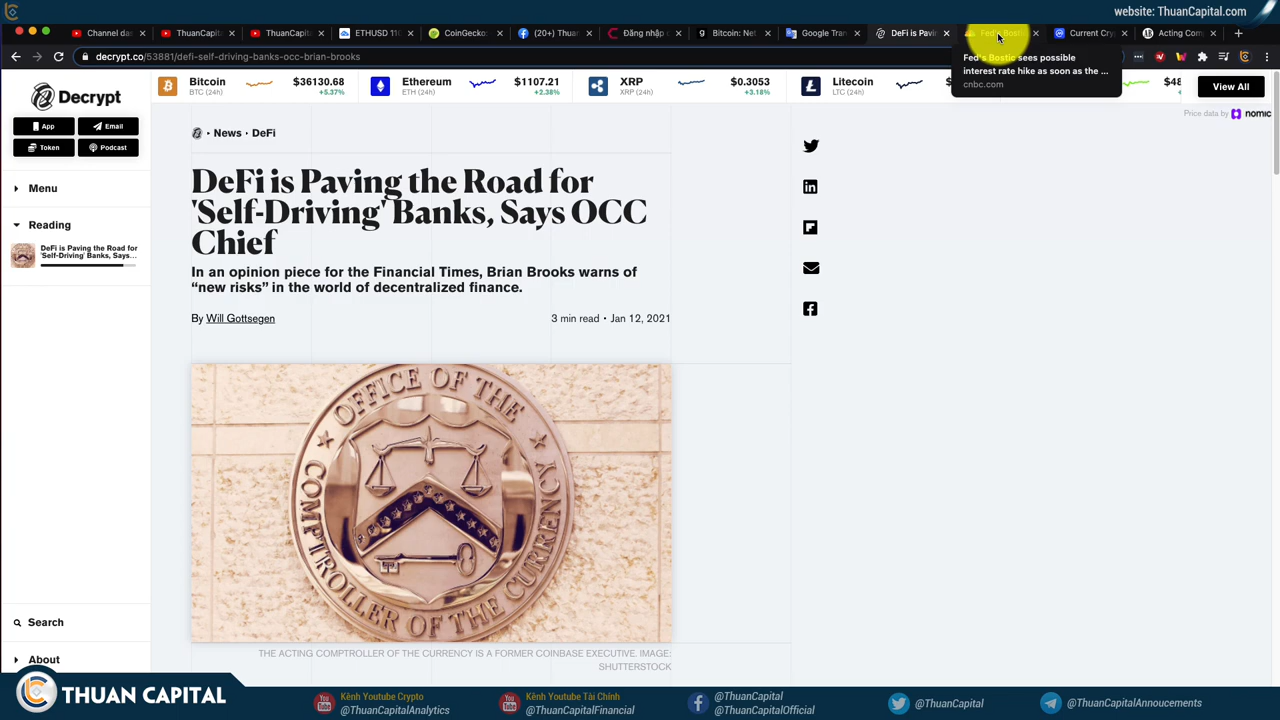 website: ThuanCapital.com
Channel das
ThuanCapit
ThuanCapit
ETHUSD 110
CoinGecko:
(20+) Thuan
Đăng nhập
Bitcoin: Net
Google Tran
DeFi is Pavin
Fed's Bostic
Current Cry
Acting Com
decrypt.co/53881/defi-self-driving-banks-occ-brian-brooks
Fed's Bostic sees possible
interest rate hike as soon as the ...
cnbc.com
Decrypt
App
Email
Token
Podcast
Menu
Reading
DeFi is Paving the Road for
'Self-Driving' Banks, Says...
Search
About
Bitcoin
BTC (24h)
$36130.68
+5.37%
Ethereum
ETH (24h)
$1107.21
+2.38%
XRP
XRP (24h)
$0.3053
+3.18%
Litecoin
LTC (24h)
View All
Price data by nomic
News · DeFi
DeFi is Paving the Road for
'Self-Driving' Banks, Says OCC
Chief
In an opinion piece for the Financial Times, Brian Brooks warns of
“new risks” in the world of decentralized finance.
By Will Gottsegen
3 min read • Jan 12, 2021
OFFICE OF THE
COMPTROLLER OF THE CURRENCY
THE ACTING COMPTROLLER OF THE CURRENCY IS A FORMER COINBASE EXECUTIVE. IMAGE:
SHUTTERSTOCK
THUAN CAPITAL
Kênh Youtube Crypto
@ThuanCapitalAnalytics
Kênh Youtube Tài Chính
@ThuanCapitalFinancial
@ThuanCapital
@ThuanCapitalOfficial
@ThuanCapital
@ThuanCapitalAnnoucements